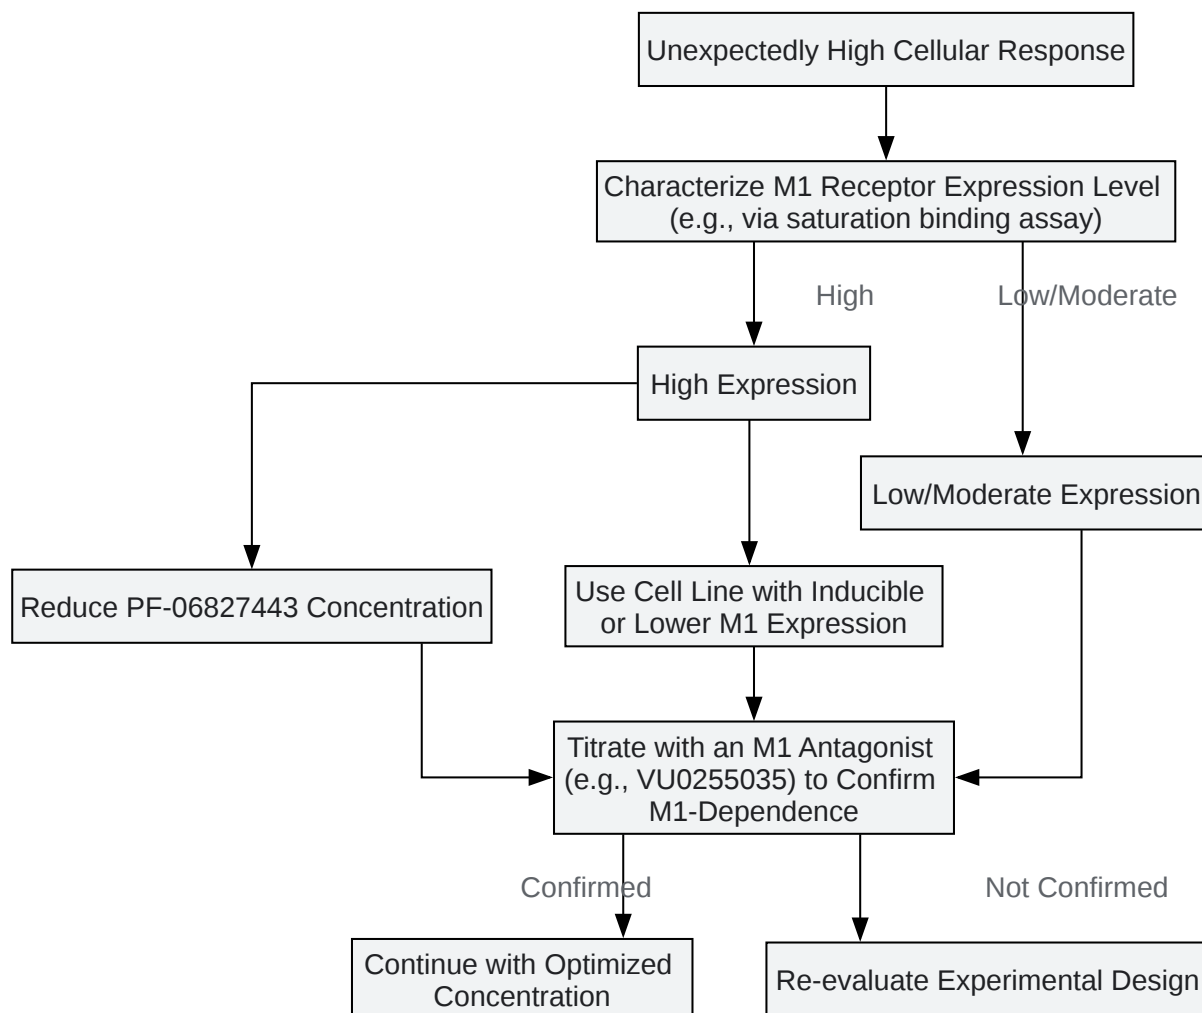 Unexpectedly High Cellular Response
Characterize M1 Receptor Expression Level
(e.g., via saturation binding assay)
High
Low/Moderate
High Expression
Low/Moderate Expression
Reduce PF-06827443 Concentration
Use Cell Line with Inducible
or Lower M1 Expression
Titrate with an M1 Antagonist
(e.g., VU0255035) to Confirm
M1-Dependence
Confirmed
Not Confirmed
Continue with Optimized
Concentration
Re-evaluate Experimental Design